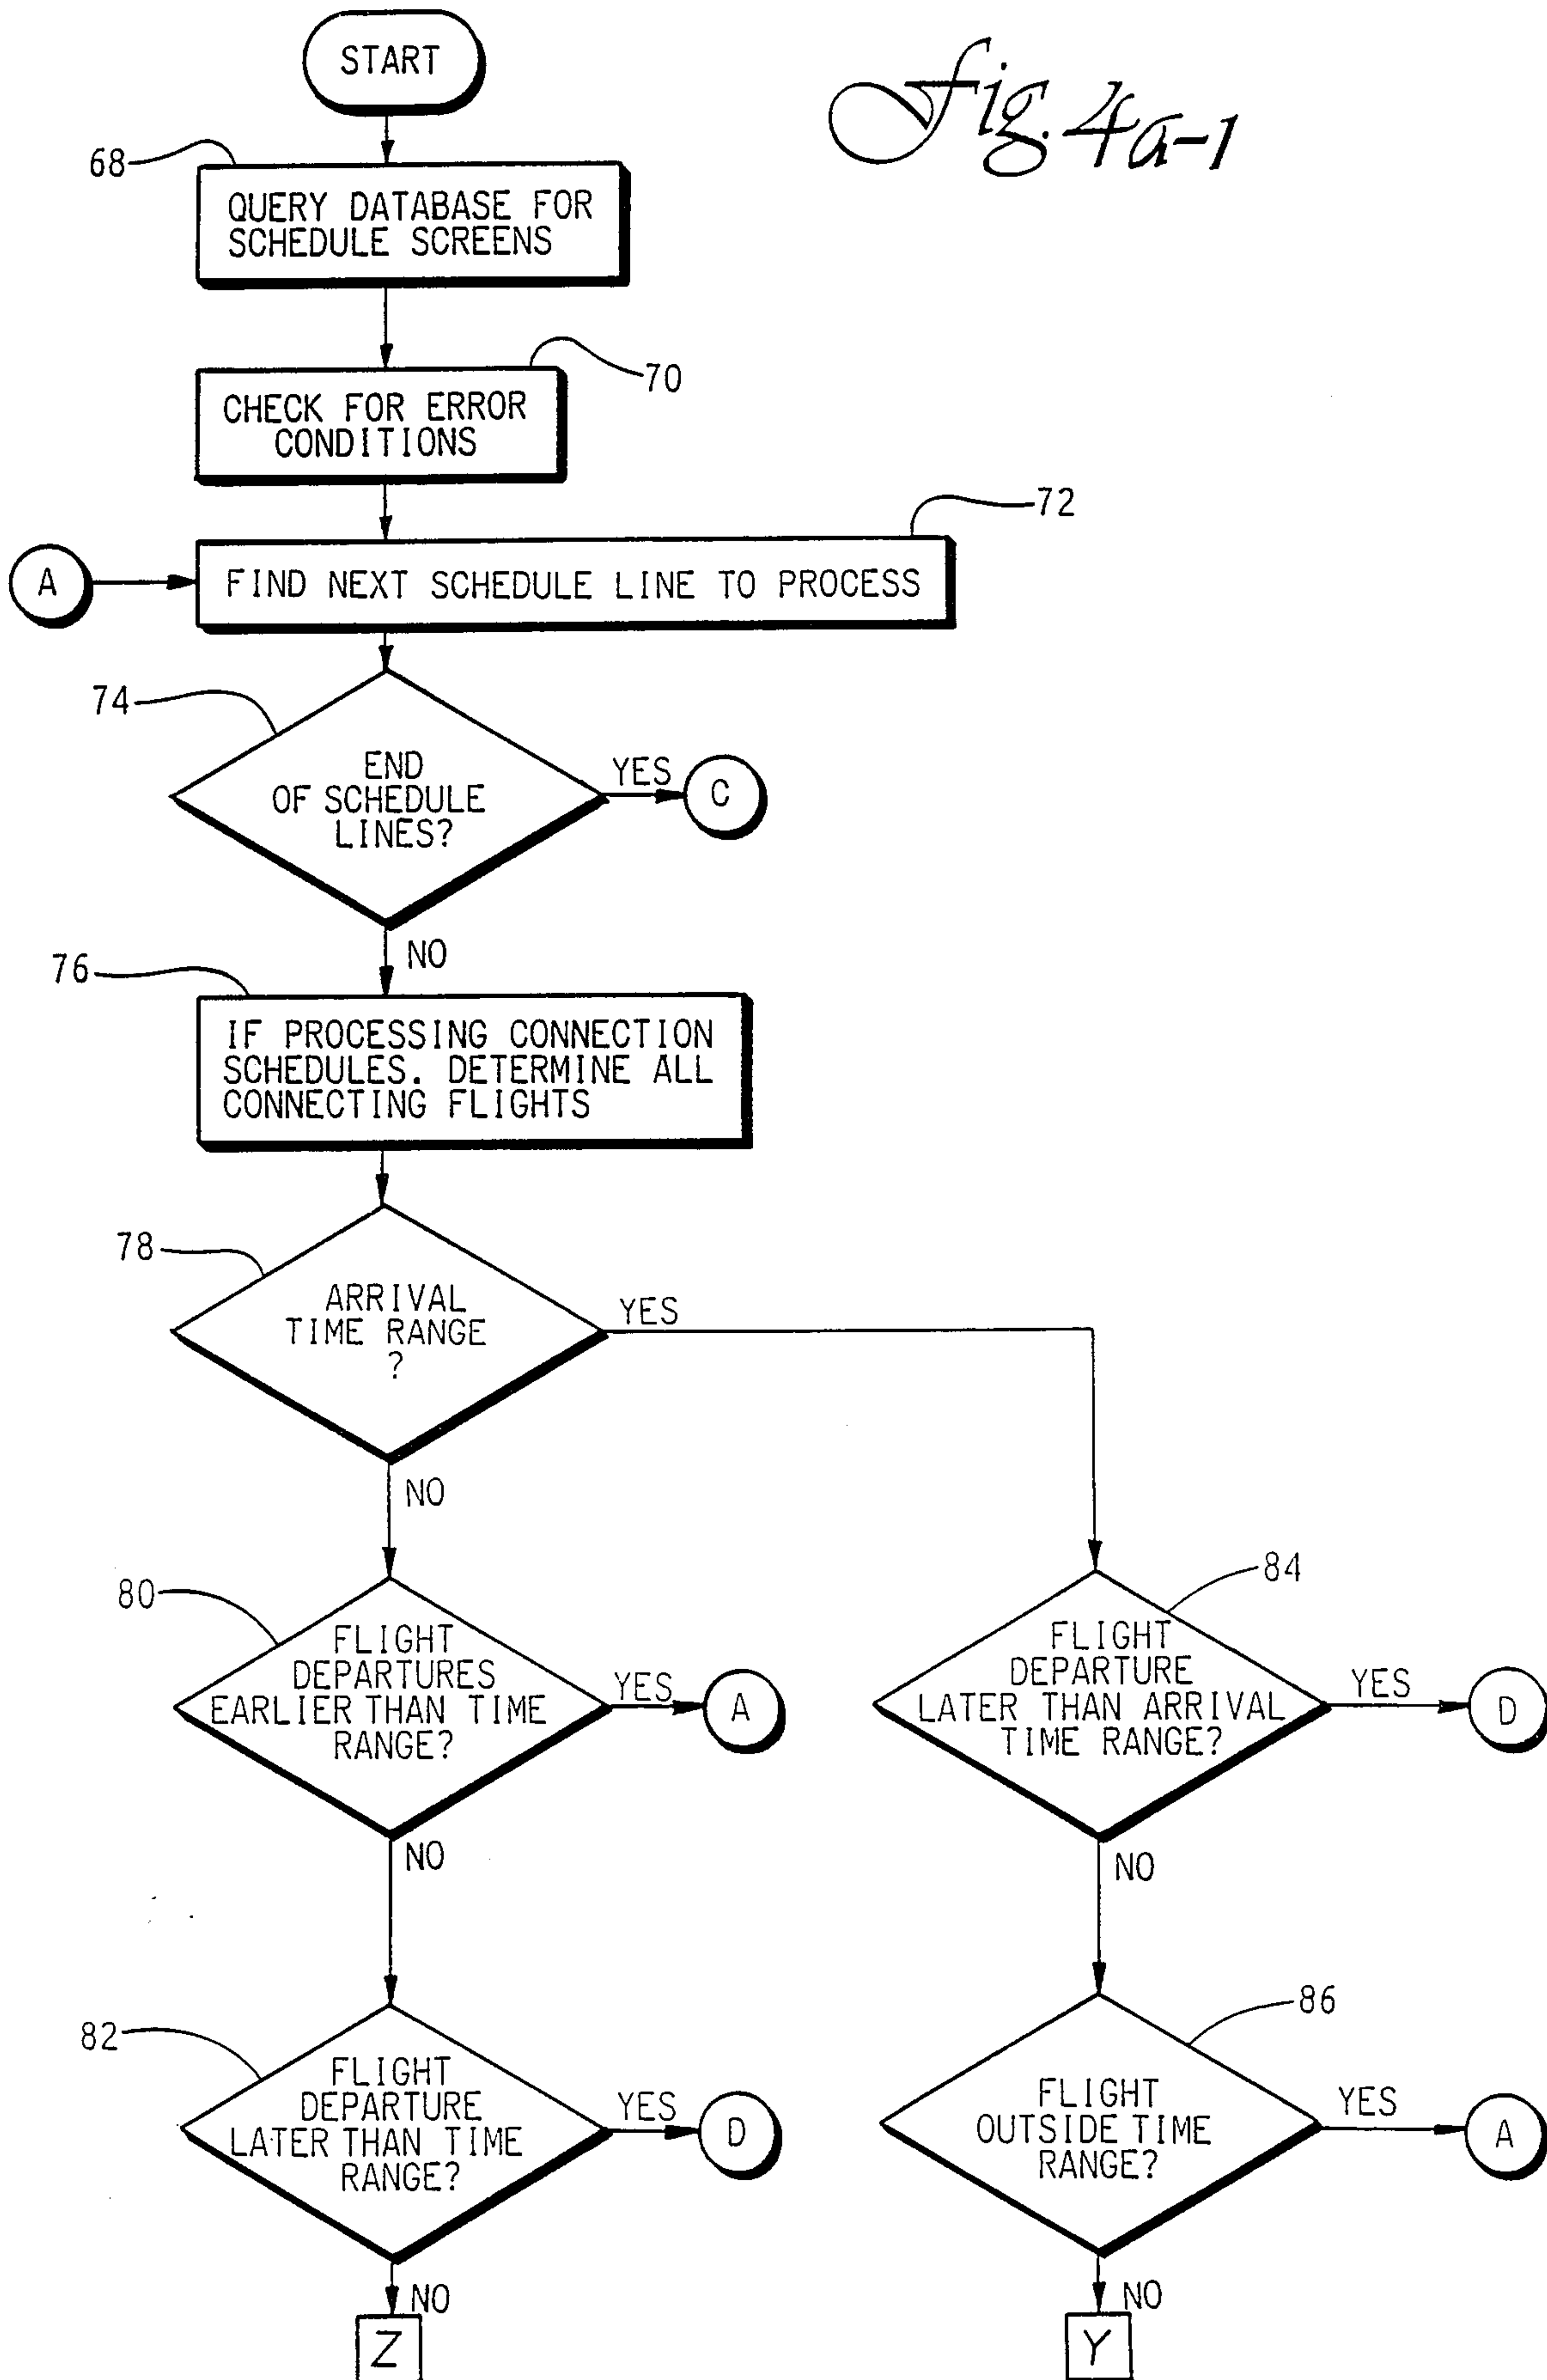 START
Fig. 4a-1
68
QUERY DATABASE FOR
SCHEDULE SCREENS
70
CHECK FOR ERROR
CONDITIONS
72
A
FIND NEXT SCHEDULE LINE TO PROCESS
74
END
OF SCHEDULE
LINES?
YES
C
NO
76
IF PROCESSING CONNECTION
SCHEDULES. DETERMINE ALL
CONNECTING FLIGHTS
78
ARRIVAL
TIME RANGE
?
YES
NO
80
FLIGHT
DEPARTURES
EARLIER THAN TIME
RANGE?
YES
A
NO
84
FLIGHT
DEPARTURE
LATER THAN ARRIVAL
TIME RANGE?
YES
D
NO
82
FLIGHT
DEPARTURE
LATER THAN TIME
RANGE?
YES
D
NO
Z
86
FLIGHT
OUTSIDE TIME
RANGE?
YES
A
NO
Y